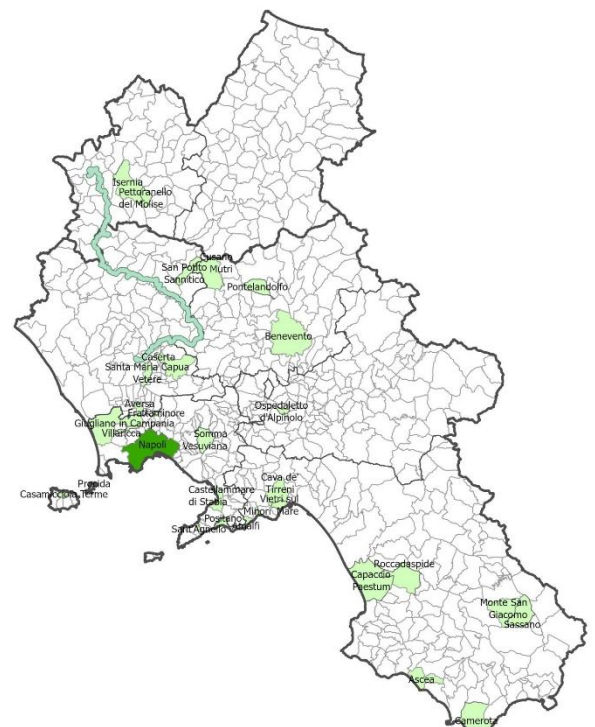 Isernia
Pettoranello
del Molise
Cusano
Mutri
San Potito
Sannitico
Pontelandolfo
Benevento
Caserta
Santa Maria Capua
Vetere
Aversa
Frattaminore
Giugliano in Campania
Villaricca
Napoli
Somma
Vesuviana
Ospedaletto
d'Alpinolo
Procida
Casamicciola Terme
Castellammare
di Stabia
Cava de'
Tirreni
Vietri sul
Mare
Minori
Positano
Amalfi
Sant'Agnello
Roccadaspide
Capaccio
Paestum
Monte San
Giacomo
Sassano
Ascea
Camerota